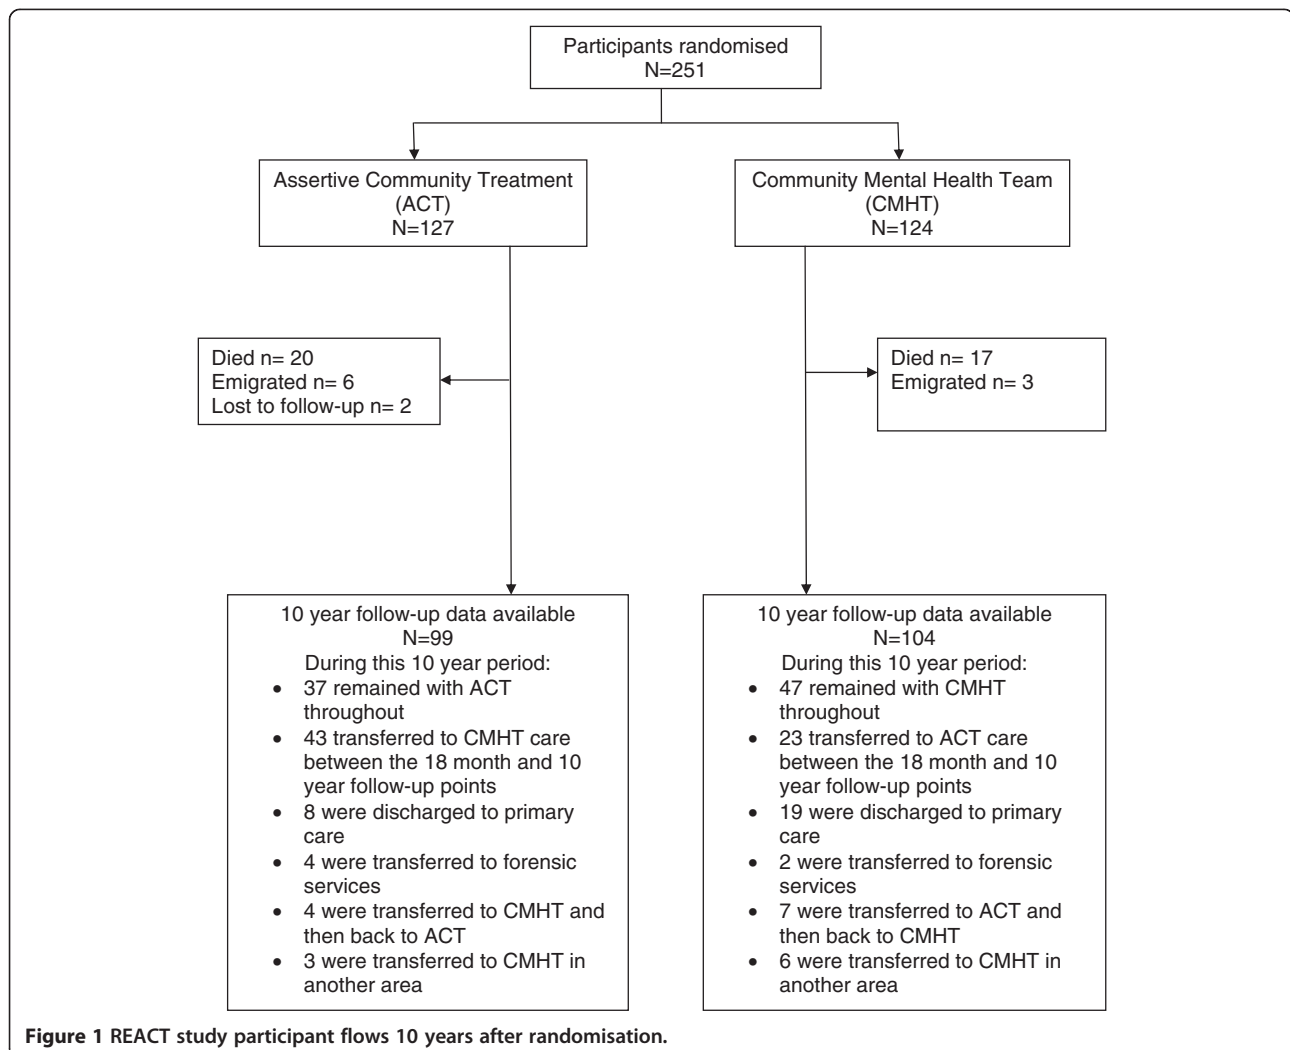 Participants randomised
N=251
Assertive Community Treatment
(ACT)
N=127
Community Mental Health Team
(CMHT)
N=124
Died n= 20
Emigrated n= 6
Lost to follow-up n= 2
Died n= 17
Emigrated n= 3
10 year follow-up data available
N=99
During this 10 year period:
• 37 remained with ACT
throughout
• 43 transferred to CMHT care
between the 18 month and 10
year follow-up points
• 8 were discharged to primary
care
• 4 were transferred to forensic
services
• 4 were transferred to CMHT and
then back to ACT
• 3 were transferred to CMHT in
another area
10 year follow-up data available
N=104
During this 10 year period:
• 47 remained with CMHT
throughout
• 23 transferred to ACT care
between the 18 month and 10
year follow-up points
• 19 were discharged to primary
care
• 2 were transferred to forensic
services
• 7 were transferred to ACT and
then back to CMHT
• 6 were transferred to CMHT in
another area
Figure 1 REACT study participant flows 10 years after randomisation.